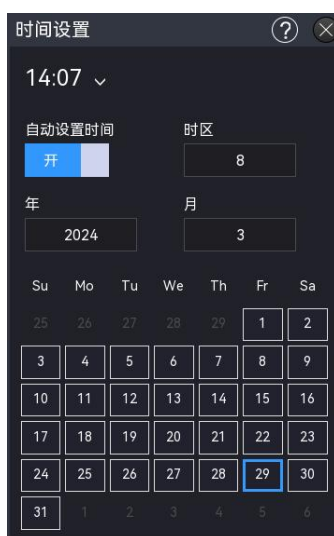 时间设置 ?
14:07
自动设置时间 时区
开 8
年 月
2024 3
Su Mo Tu We Th Fr Sa
25 26 27 28 29 1 2
3 4 5 6 7 8 9
10 11 12 13 14 15 16
17 18 19 20 21 22 23
24 25 26 27 28 29 30
31 1 2 3 4 5 6